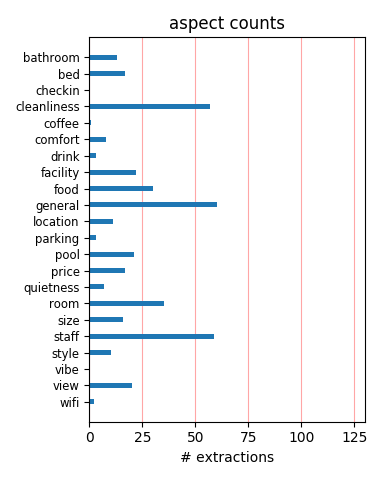 aspect counts
bathroom
bed
checkin
cleanliness
coffee
comfort
drink
facility
food
general
location
parking
pool
price
quietness
room
size
staff
style
vibe
view
wifi
0 25 50 75 100 125
# extractions